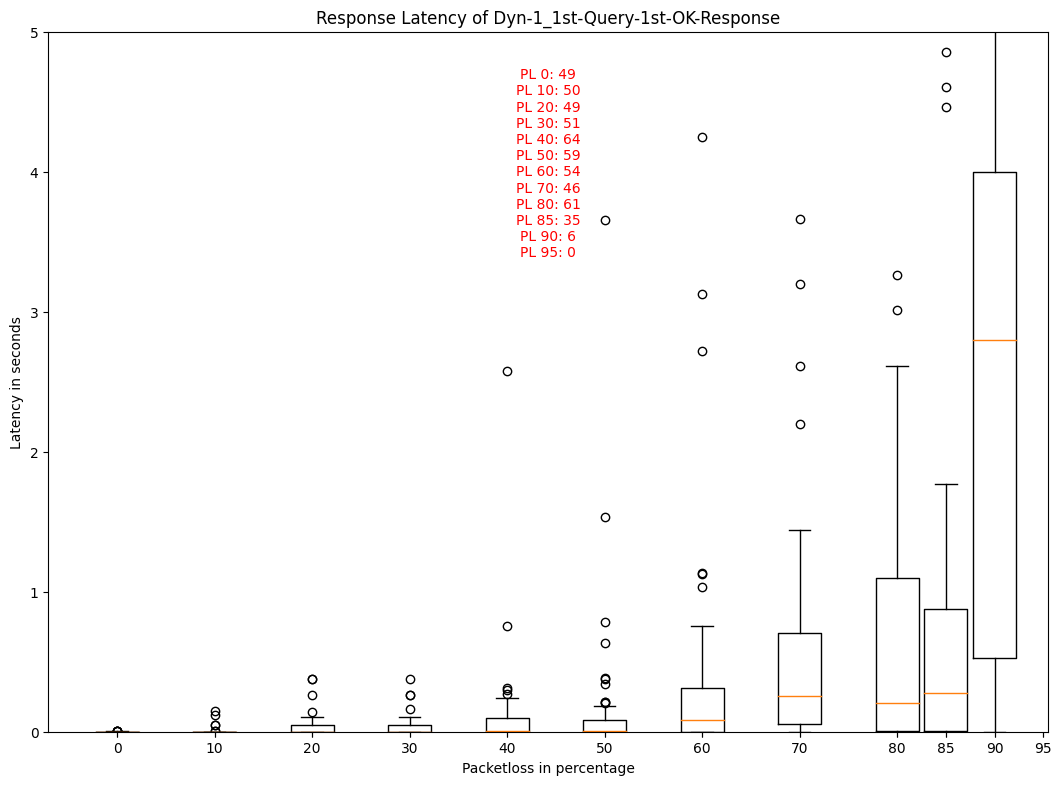 Response Latency of Dyn-1_1st-Query-1st-OK-Response
Latency in seconds
5
4
3
2
1
0
PL 0: 49
PL 10: 50
PL 20: 49
PL 30: 51
PL 40: 64
PL 50: 59
PL 60: 54
PL 70: 46
PL 80: 61
PL 85: 35
PL 90: 6
PL 95: 0
0 10 20 30 40 50 60 70 80 85 90 95
Packetloss in percentage